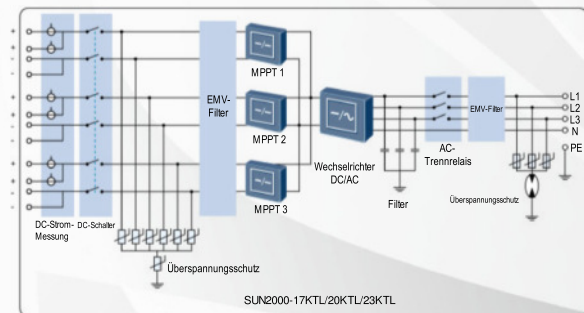 +
+
-
-
+
+
-
-
+
+
-
-
DC-Strom-
Messung
DC-Schalter
EMV-
Filter
MPPT 1
MPPT 2
MPPT 3
Überspannungsschutz
Wechselrichter
DC/AC
Filter
AC-
Trennrelais
EMV-Filter
L1
L2
L3
N
PE
Überspannungsschutz
SUN2000-17KTL/20KTL/23KTL